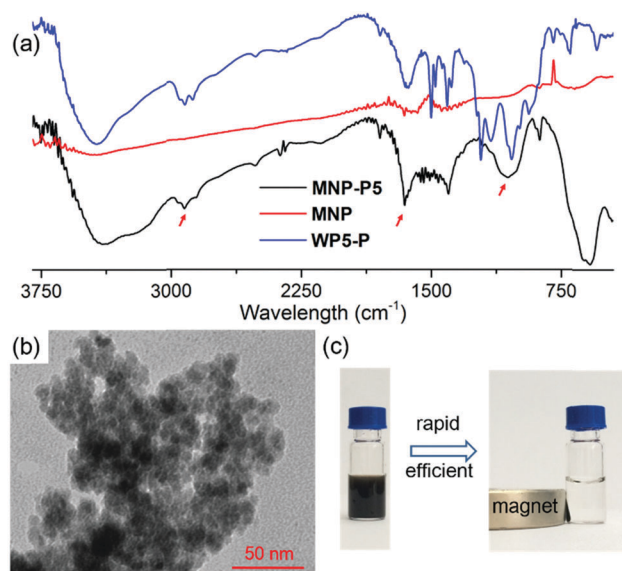 (a)
MNP-P5
MNP
WP5-P
3750 3000 2250 1500 750
Wavelength (cm⁻¹)
(b)
50 nm
(c)
rapid
efficient
magnet